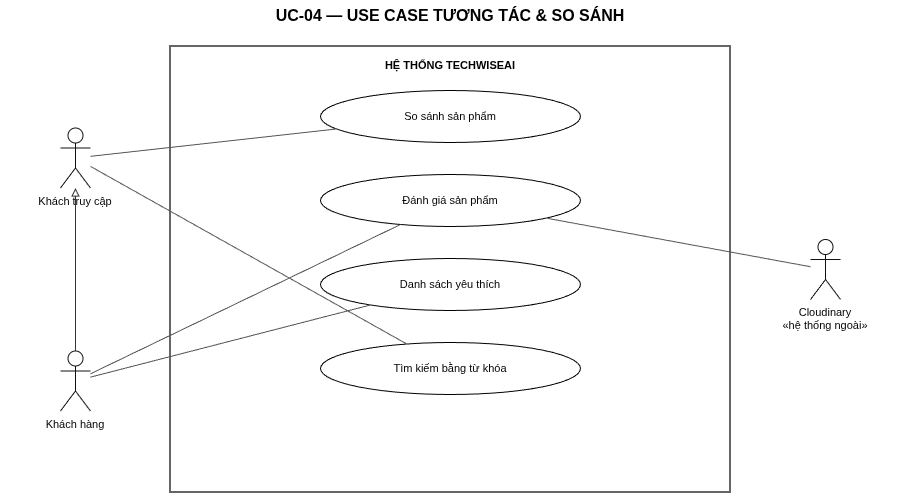 UC-04 — USE CASE TƯƠNG TÁC & SO SÁNH
HỆ THỐNG TECHWISEAI
So sánh sản phẩm
Khách truy cập
Đánh giá sản phẩm
Danh sách yêu thích
Cloudinary
«hệ thống ngoài»
Tìm kiếm bằng từ khóa
Khách hàng